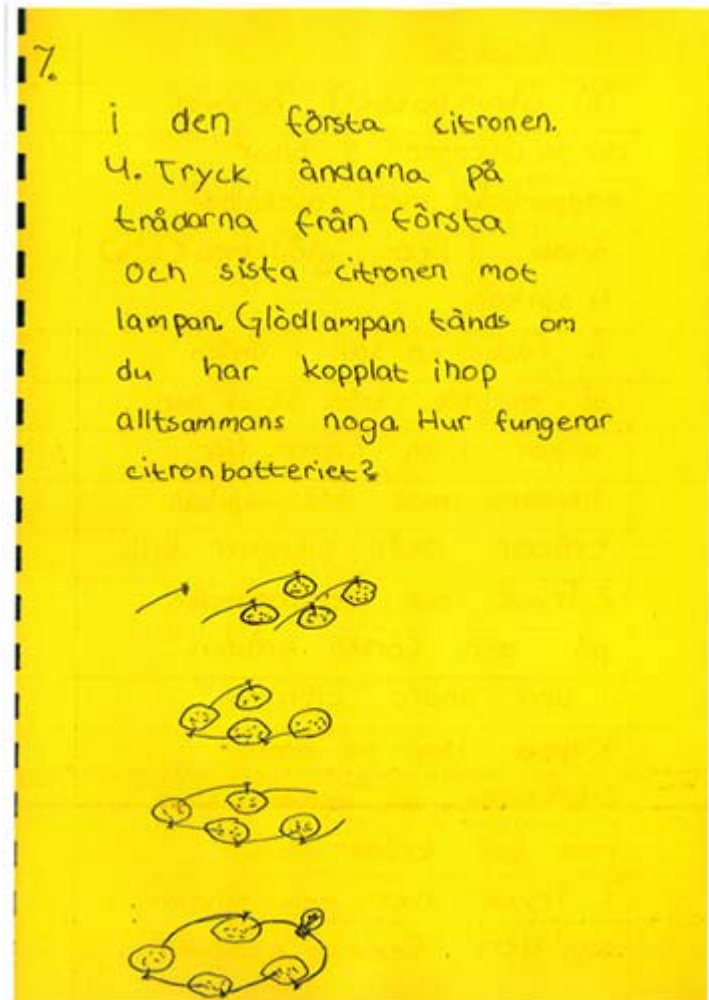 7.
i den första citronen.
4. Tryck ändarna på
trådarna från första
och sista citronen mot
lampan. Glödlampan tänds om
du har kopplat ihop
alltsammans noga. Hur fungerar
citronbatteriet?